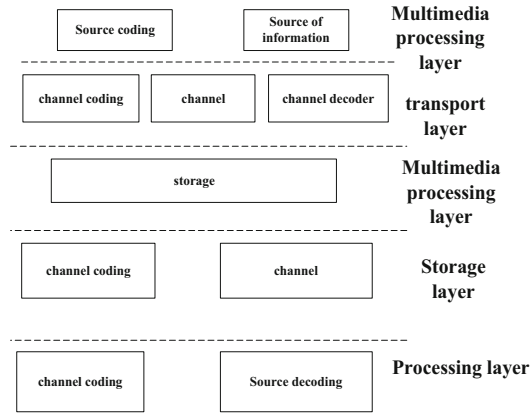 Source coding
Source of
information
Multimedia
processing
layer
channel coding
channel
channel decoder
transport
layer
storage
Multimedia
processing
layer
channel coding
channel
Storage
layer
channel coding
Source decoding
Processing layer